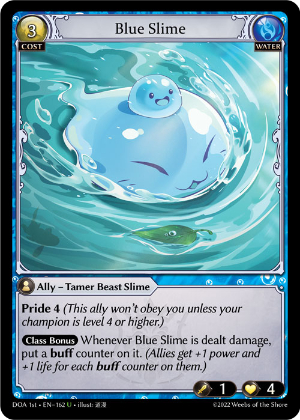 3
Blue Slime
COST
WATER
Ally – Tamer Beast Slime
Pride 4 (This ally won't obey you unless your
champion is level 4 or higher.)
Class Bonus Whenever Blue Slime is dealt damage,
put a buff counter on it. (Allies get +1 power and
+1 life for each buff counter on them.)
1
4
DOA 1st • EN-162 U • illust: 道湯
©2022 Weebs of the Shore